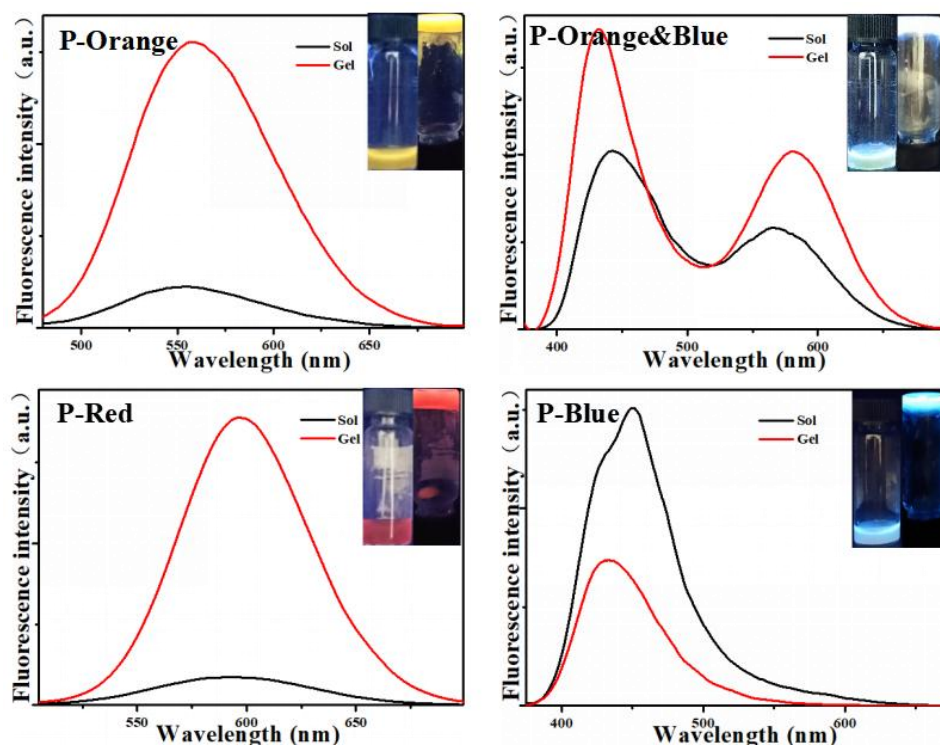 P-Orange
Sol
Gel
Fluorescence intensity (a.u.)
500
550
600
650
Wavelength (nm)
P-Orange&Blue
Sol
Gel
Fluorescence intensity (a.u.)
400
500
600
Wavelength (nm)
P-Red
Sol
Gel
Fluorescence intensity (a.u.)
550
600
650
Wavelength (nm)
P-Blue
Sol
Gel
Fluorescence intensity (a.u.)
400
500
600
Wavelength (nm)